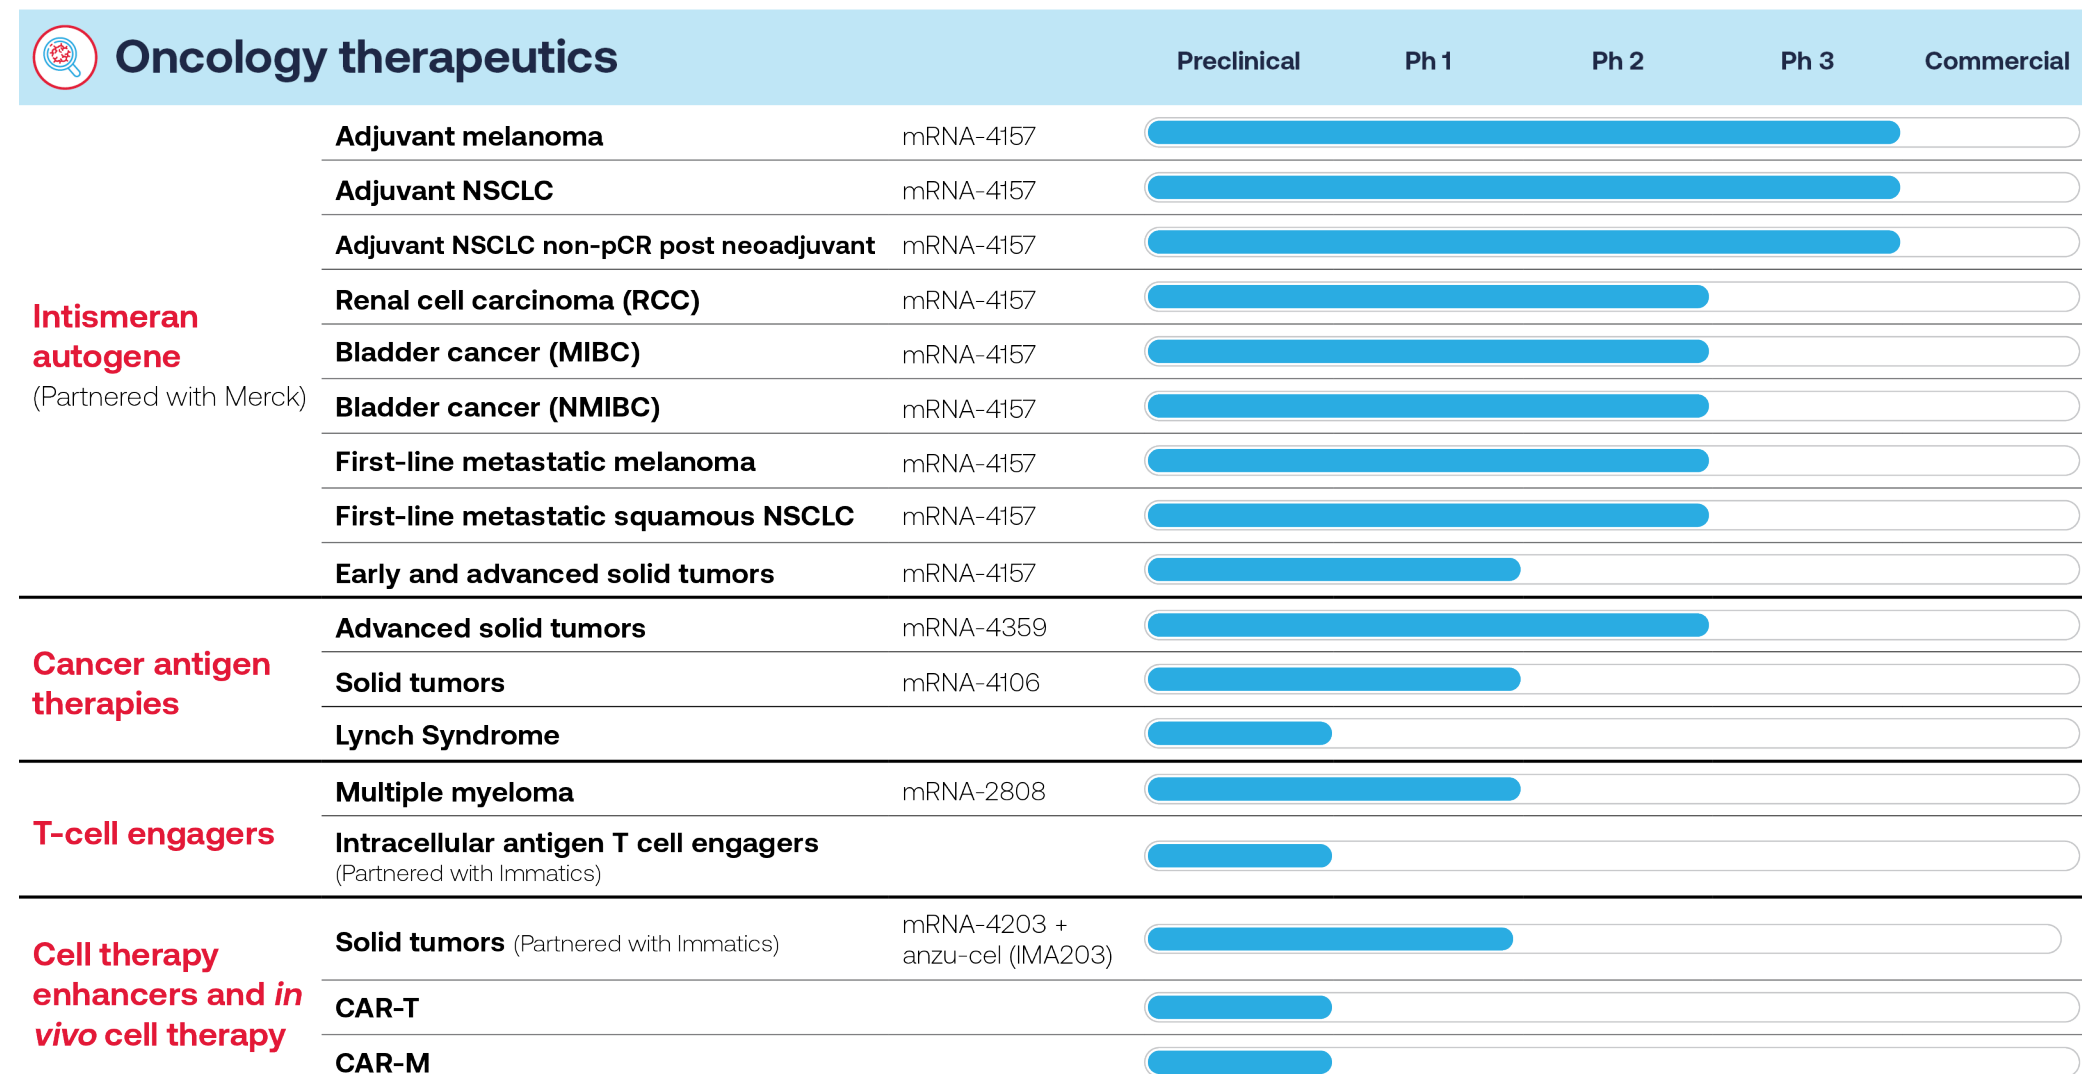 Oncology therapeutics
Preclinical Ph 1 Ph 2 Ph 3 Commercial
Intismeran
autogene
(Partnered with Merck)
Adjuvant melanoma mRNA-4157
Adjuvant NSCLC mRNA-4157
Adjuvant NSCLC non-pCR post neoadjuvant mRNA-4157
Renal cell carcinoma (RCC) mRNA-4157
Bladder cancer (MIBC) mRNA-4157
Bladder cancer (NMIBC) mRNA-4157
First-line metastatic melanoma mRNA-4157
First-line metastatic squamous NSCLC mRNA-4157
Early and advanced solid tumors mRNA-4157
Cancer antigen
therapies
Advanced solid tumors mRNA-4359
Solid tumors mRNA-4106
Lynch Syndrome
T-cell engagers
Multiple myeloma mRNA-2808
Intracellular antigen T cell engagers
(Partnered with Immatics)
Cell therapy
enhancers and in
vivo cell therapy
Solid tumors (Partnered with Immatics)
mRNA-4203 +
anzu-cel (IMA203)
CAR-T
CAR-M